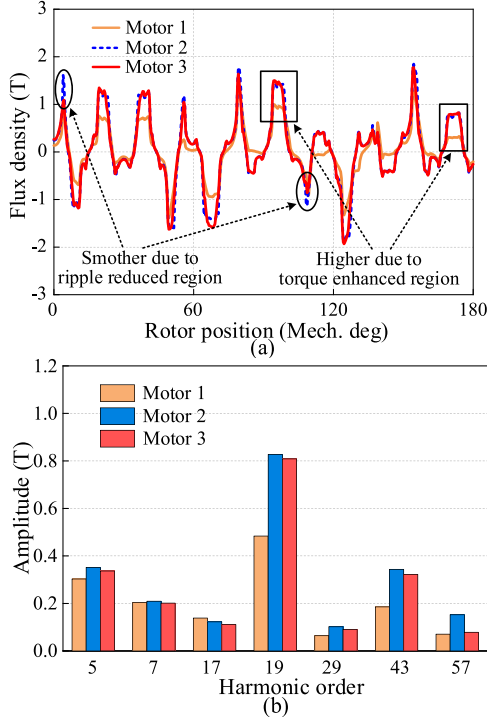 3
2
1
0
-1
-2
-3
Flux density (T)
Motor 1
Motor 2
Motor 3
Smother due to
ripple reduced region
Higher due to
torque enhanced region
0
60
120
180
Rotor position (Mech. deg)
(a)
1.2
1.0
0.8
0.6
0.4
0.2
0.0
Amplitude (T)
Motor 1
Motor 2
Motor 3
5
7
17
19
29
43
57
Harmonic order
(b)